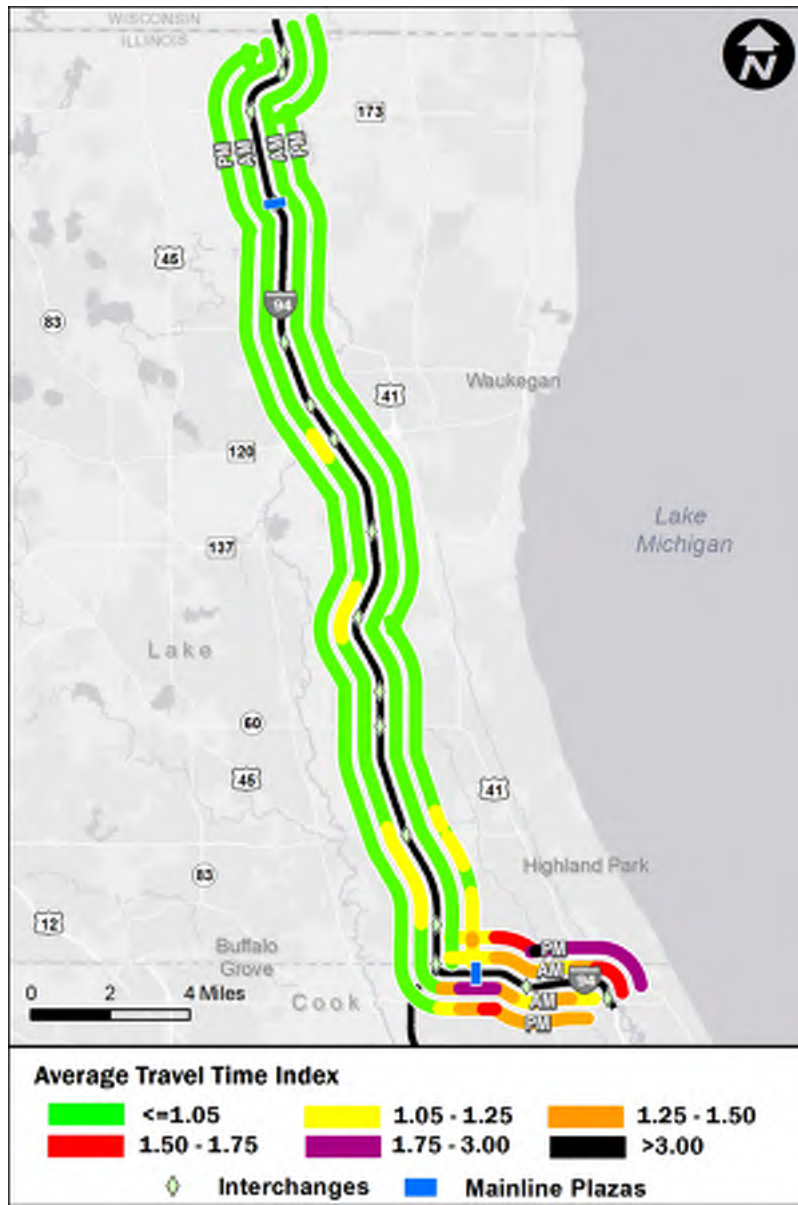 WISCONSIN
ILLINOIS
N
173
PM
AM
AM
PM
45
94
83
Waukegan
41
120
Lake
Michigan
137
Lake
60
45
41
Highland Park
83
12
Buffalo
Grove
PM
AM
94
0 2 4 Miles
Cook
AM
PM
Average Travel Time Index
<=1.05 1.05 - 1.25 1.25 - 1.50
1.50 - 1.75 1.75 - 3.00 >3.00
Interchanges Mainline Plazas